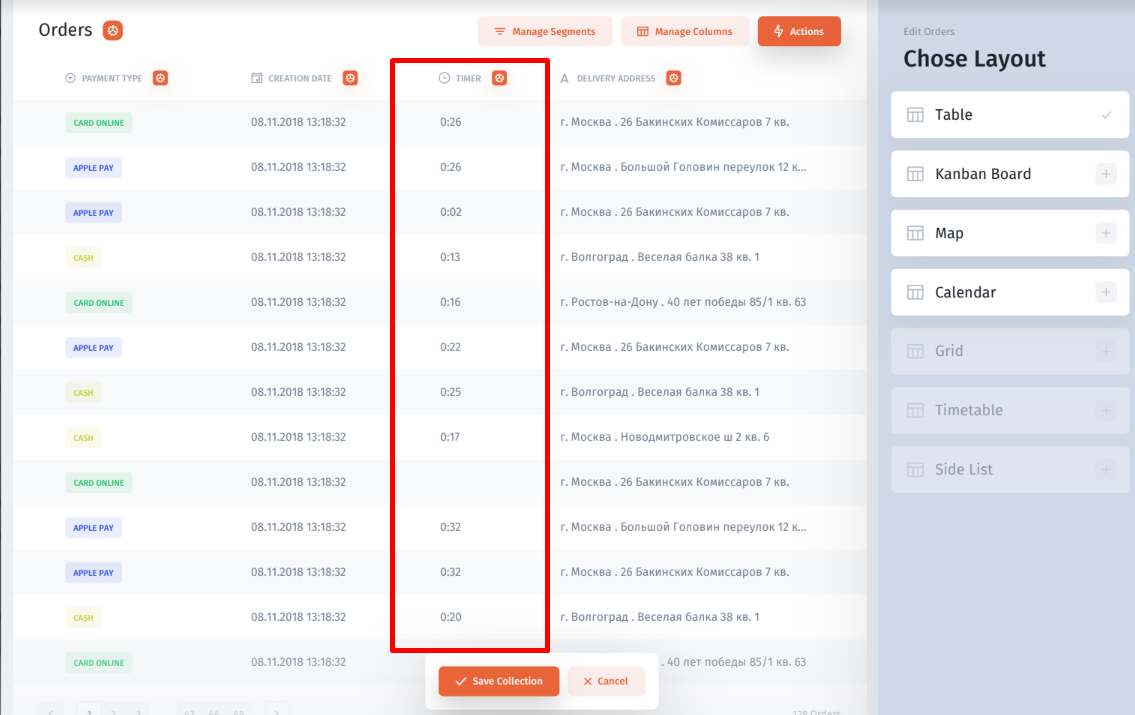 Orders
Manage Segments
Manage Columns
Actions
PAYMENT TYPE CREATION DATE TIMER A DELIVERY ADDRESS
CARD ONLINE 08.11.2018 13:18:32 0:26 г. Москва . 26 Бакинских Комиссаров 7 кв.
APPLE PAY 08.11.2018 13:18:32 0:26 г. Москва . Большой Головин переулок 12 к...
APPLE PAY 08.11.2018 13:18:32 0:02 г. Москва . 26 Бакинских Комиссаров 7 кв.
CASH 08.11.2018 13:18:32 0:13 г. Волгоград . Веселая балка 38 кв. 1
CARD ONLINE 08.11.2018 13:18:32 0:16 г. Ростов-на-Дону . 40 лет победы 85/1 кв. 63
APPLE PAY 08.11.2018 13:18:32 0:22 г. Москва . 26 Бакинских Комиссаров 7 кв.
CASH 08.11.2018 13:18:32 0:25 г. Волгоград . Веселая балка 38 кв. 1
CASH 08.11.2018 13:18:32 0:17 г. Москва . Новодмитровское ш 2 кв. 6
CARD ONLINE 08.11.2018 13:18:32 г. Москва . 26 Бакинских Комиссаров 7 кв.
APPLE PAY 08.11.2018 13:18:32 0:32 г. Москва . Большой Головин переулок 12 к...
APPLE PAY 08.11.2018 13:18:32 0:32 г. Москва . 26 Бакинских Комиссаров 7 кв.
CASH 08.11.2018 13:18:32 0:20 г. Волгоград . Веселая балка 38 кв. 1
CARD ONLINE 08.11.2018 13:18:32 . 40 лет победы 85/1 кв. 63
Save Collection
Cancel
1 2 3
128 Orders
Edit Orders
Chose Layout
Table
Kanban Board
Map
Calendar
Grid
Timetable
Side List